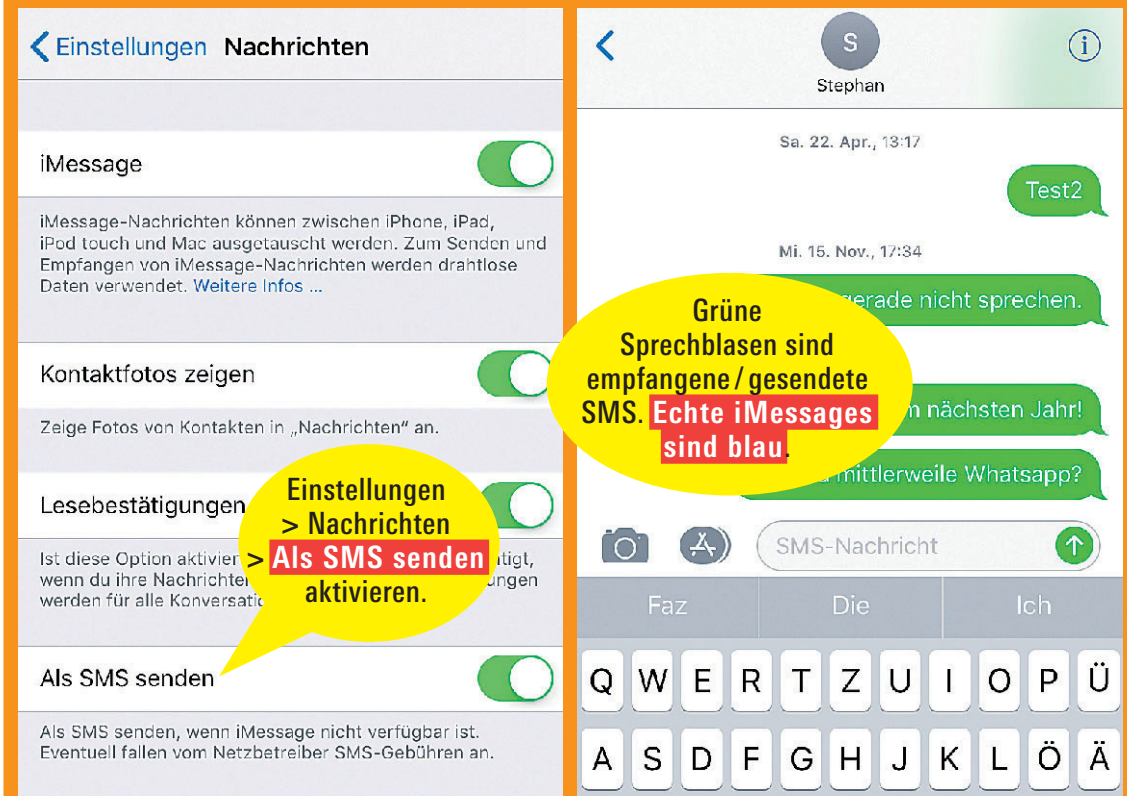 Einstellungen Nachrichten
iMessage
iMessage-Nachrichten können zwischen iPhone, iPad,
iPod touch und Mac ausgetauscht werden. Zum Senden und
Empfangen von iMessage-Nachrichten werden drahtlose
Daten verwendet. Weitere Infos ...
Kontaktfotos zeigen
Zeige Fotos von Kontakten in „Nachrichten" an.
Lesebestätigungen
Ist diese Option aktivier tigt,
wenn du ihre Nachrichte ungen
werden für alle Konversatio
Einstellungen
> Nachrichten
> Als SMS senden
aktivieren.
Als SMS senden
Als SMS senden, wenn iMessage nicht verfügbar ist.
Eventuell fallen vom Netzbetreiber SMS-Gebühren an.
S
Stephan
Sa. 22. Apr., 13:17
Test2
Mi. 15. Nov., 17:34
gerade nicht sprechen.
nächsten Jahr!
mittlerweile Whatsapp?
Grüne
Sprechblasen sind
empfangene/gesendete
SMS. Echte iMessages
sind blau.
SMS-Nachricht
Faz Die Ich
Q W E R T Z U I O P Ü
A S D F G H J K L Ö Ä